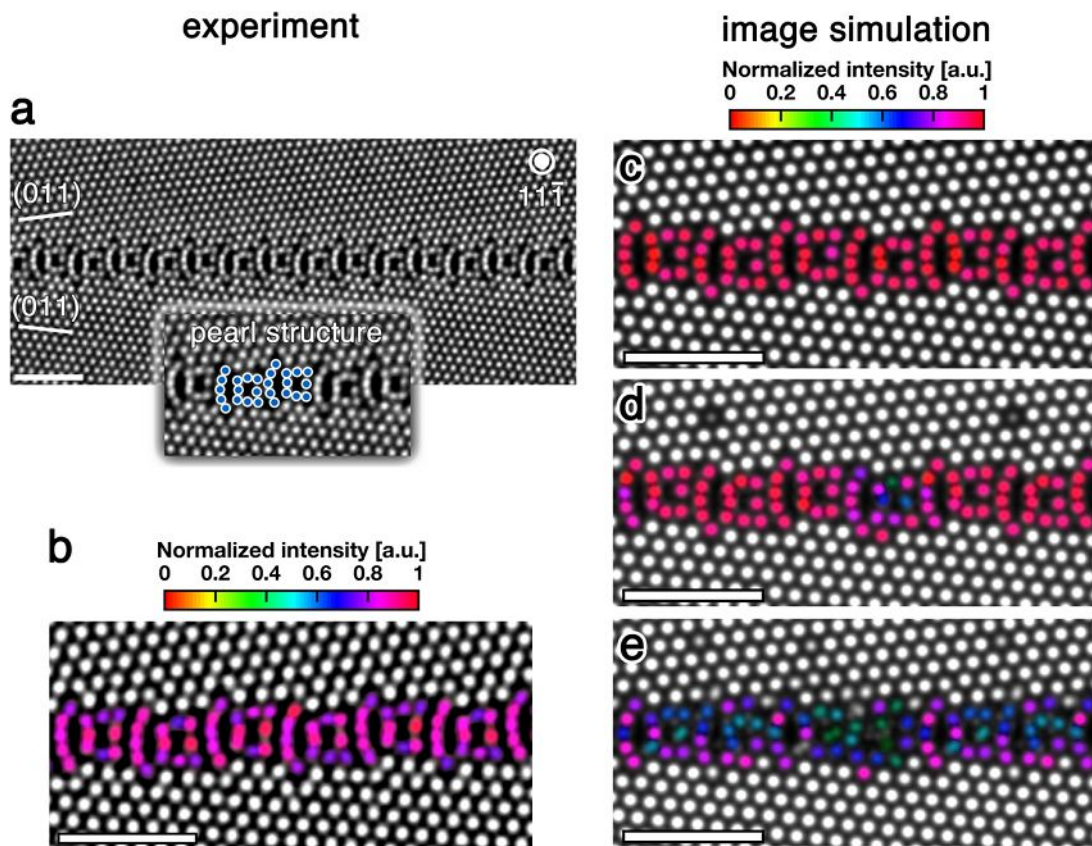 experiment
image simulation
Normalized intensity [a.u.]
0 0.2 0.4 0.6 0.8 1
a
(011)
111̄
(011)
pearl structure
c
d
b
Normalized intensity [a.u.]
0 0.2 0.4 0.6 0.8 1
e